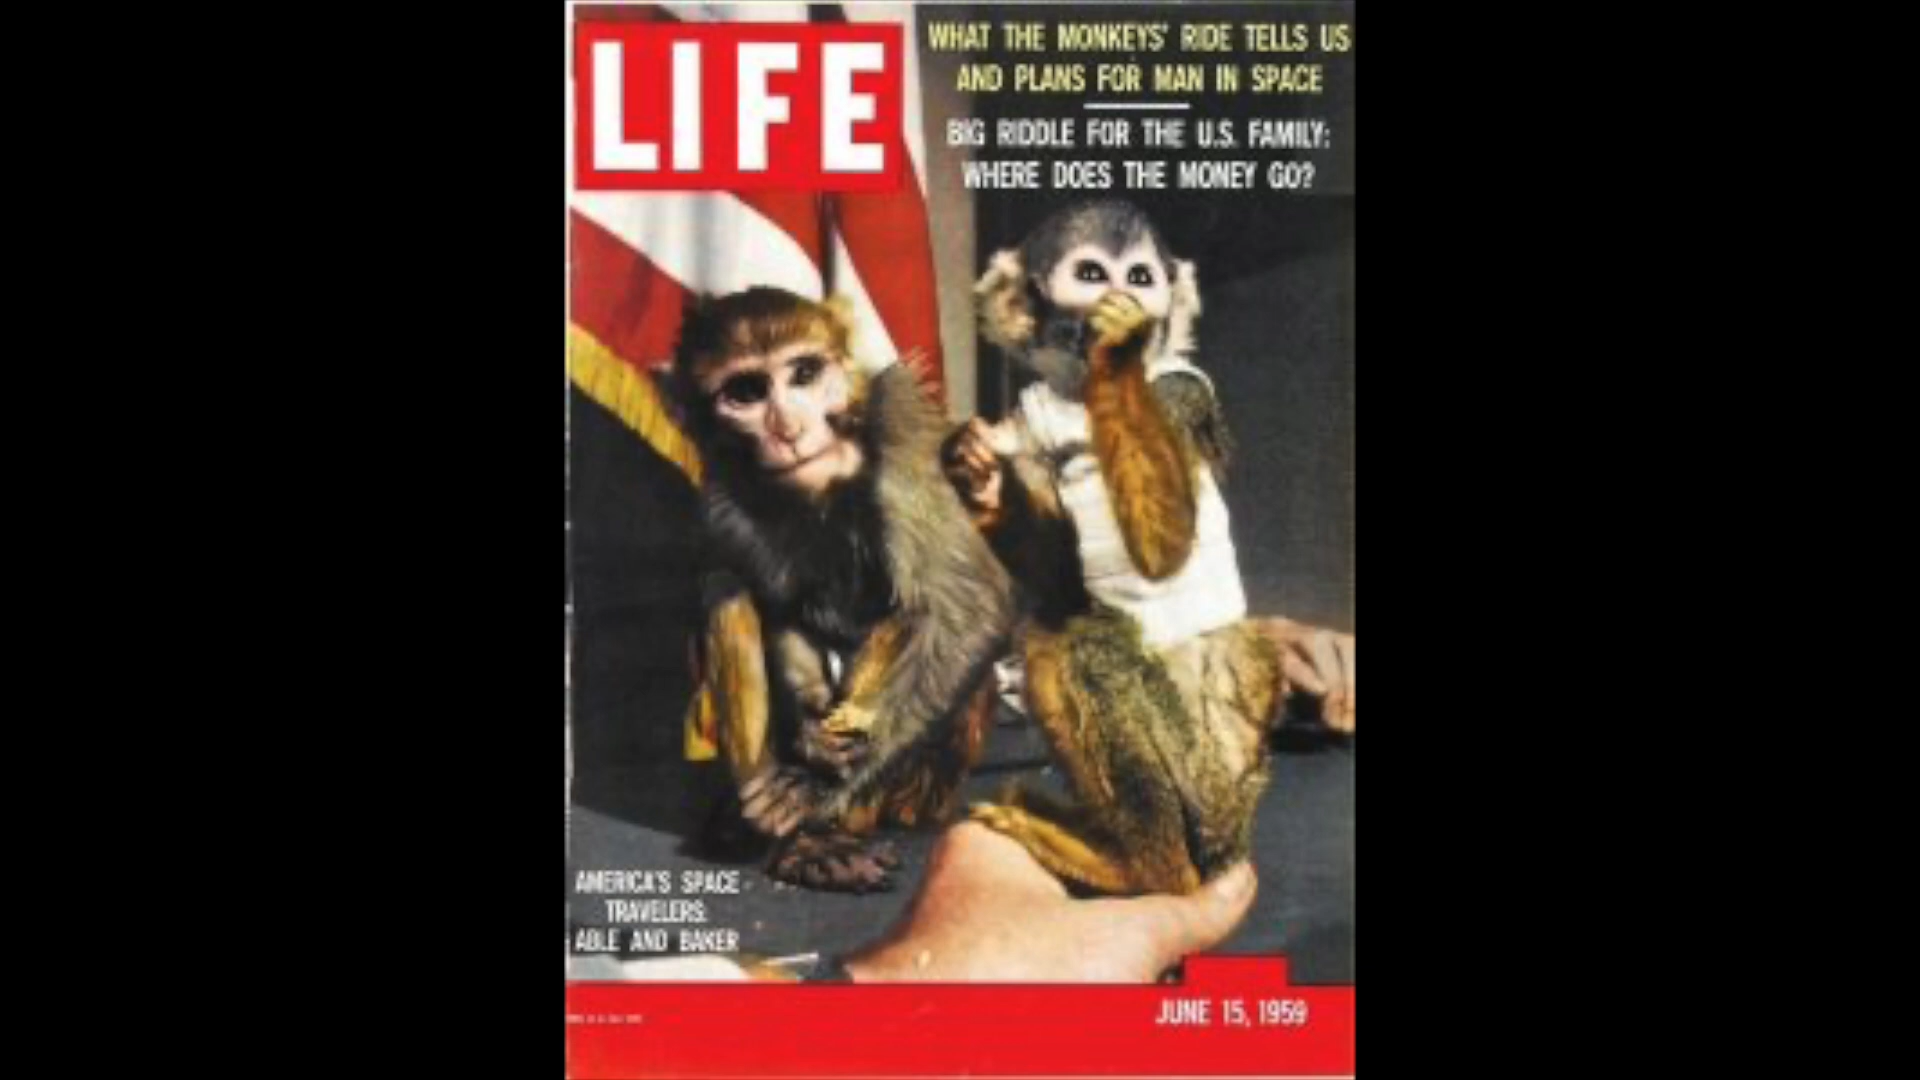 LIFE
WHAT THE MONKEYS' RIDE TELLS US
AND PLANS FOR MAN IN SPACE
BIG RIDDLE FOR THE U.S. FAMILY:
WHERE DOES THE MONEY GO?
AMERICA'S SPACE
TRAVELERS:
ABLE AND BAKER
JUNE 15, 1959